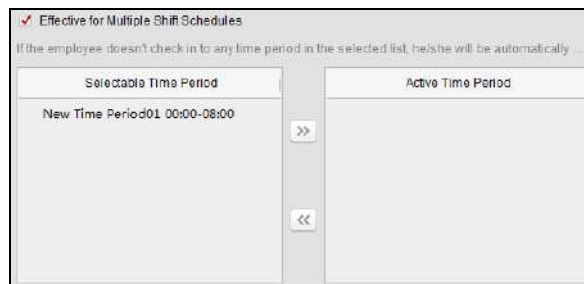 Effective for Multiple Shift Schedules
If the employee doesn't check in to any time period in the selected list, he/she will be automatically ...
Selectable Time Period
Active Time Period
New Time Period01 00:00-08:00
>>
<<